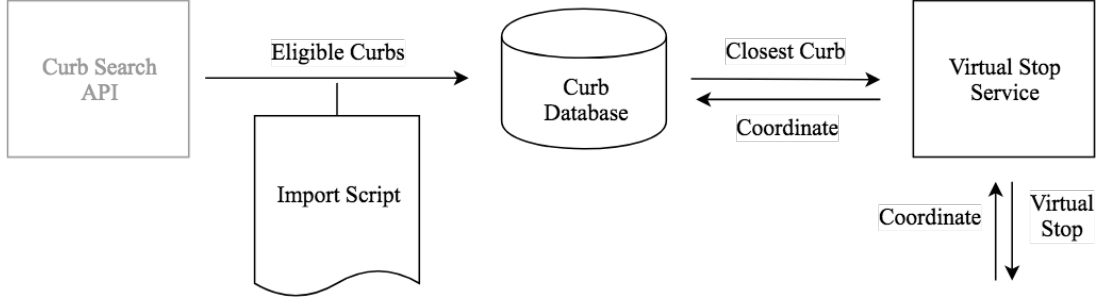 Curb Search
API
Eligible Curbs
Import Script
Curb
Database
Closest Curb
Coordinate
Virtual Stop
Service
Coordinate
Virtual
Stop